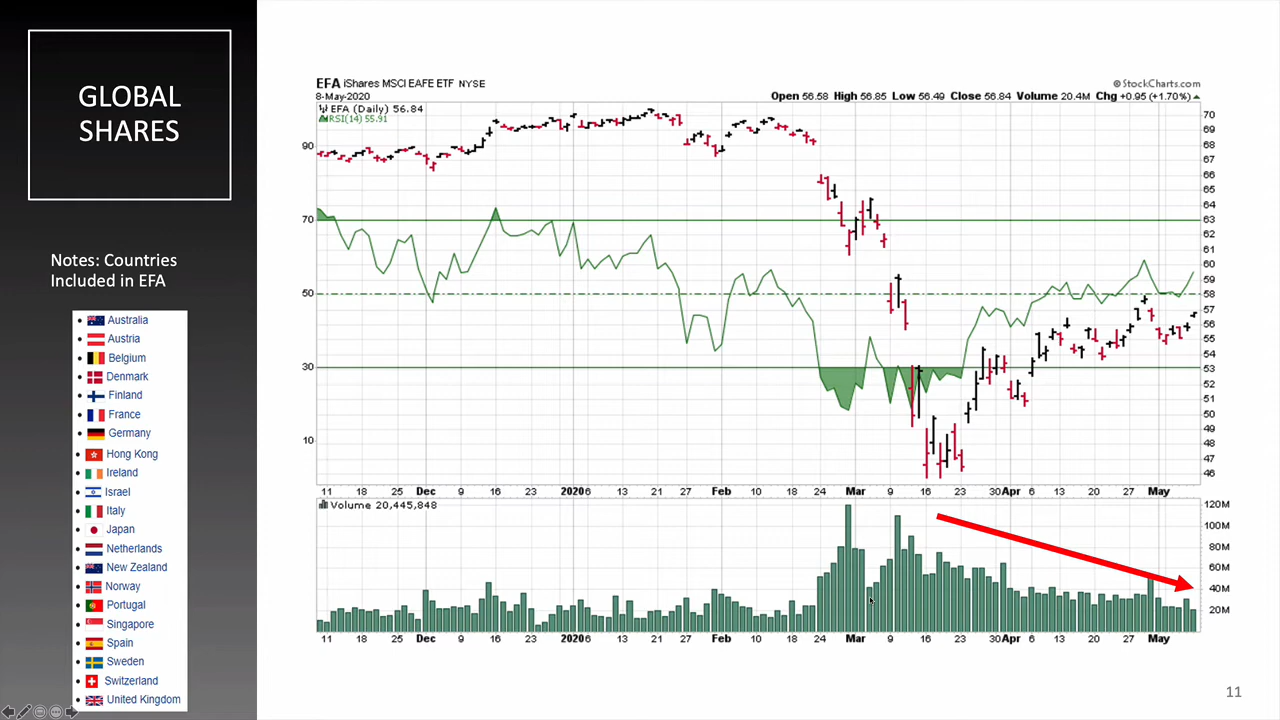 GLOBAL
SHARES
Notes: Countries
Included in EFA
Australia
Austria
Belgium
Denmark
Finland
France
Germany
Hong Kong
Ireland
Israel
Italy
Japan
Netherlands
New Zealand
Norway
Portugal
Singapore
Spain
Sweden
Switzerland
United Kingdom
EFA iShares MSCI EAFE ETF NYSE
© StockCharts.com
8-May-2020
Open 56.58 High 56.85 Low 56.49 Close 56.84 Volume 20.4M Chg +0.95 (+1.70%)
EFA (Daily) 56.84
RSI(14) 55.91
90
70
50
30
10
70
69
68
67
66
65
64
63
62
61
60
59
58
57
56
55
54
53
52
51
50
49
48
47
46
11 18 25 Dec 9 16 23 2020 6 13 21 27 Feb 10 18 24 Mar 9 16 23 30 Apr 6 13 20 27 May
Volume 20,445,848
120M
100M
80M
60M
40M
20M
11 18 25 Dec 9 16 23 2020 6 13 21 27 Feb 10 18 24 Mar 9 16 23 30 Apr 6 13 20 27 May
11